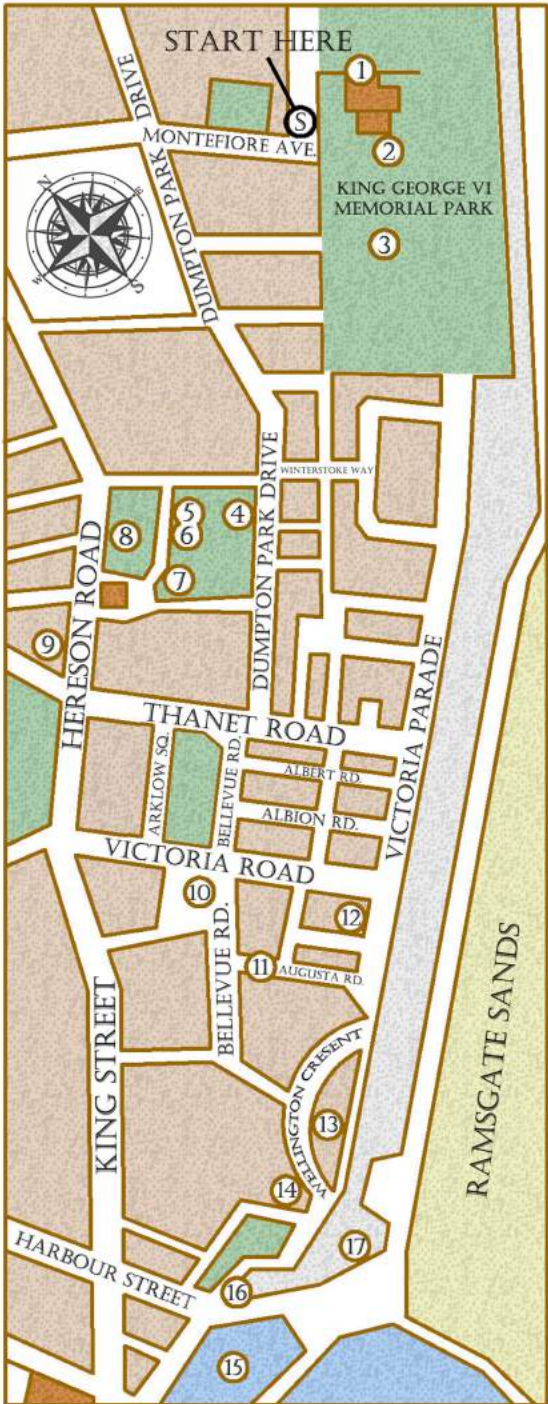 START HERE
S
1
MONTEFIORE AVE.
2
KING GEORGE VI
MEMORIAL PARK
3
DUMPTON PARK DRIVE
N
E
S
W
WINTERSTOKE WAY
DUMPTON PARK DRIVE
5
4
6
8
7
HERESON ROAD
9
THANET ROAD
VICTORIA PARADE
ARKLOW SQ.
BELLEVUE RD.
ALBERT RD.
ALBION RD.
VICTORIA ROAD
10
12
BELLEVUE RD.
11
AUGUSTA RD.
KING STREET
RAMSGATE SANDS
WELLINGTON CRESENT
13
14
HARBOUR STREET
17
16
15